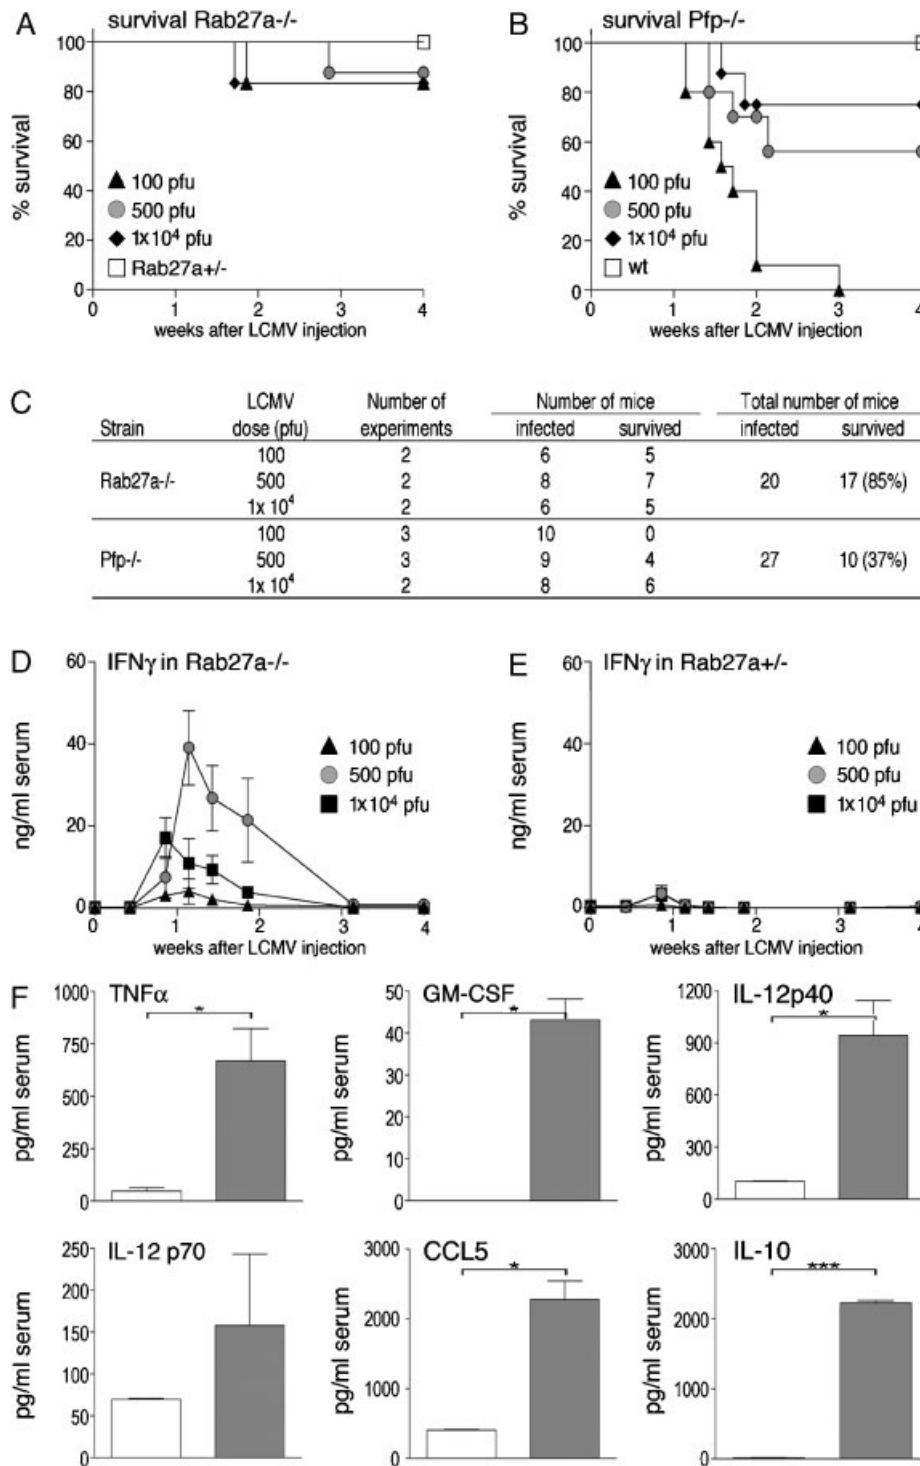 A survival Rab27a-/-
100
80
60
40
20
0
% survival
100 pfu
500 pfu
1x10⁴ pfu
Rab27a+/-
0 1 2 3 4
weeks after LCMV injection
B survival Pfp-/-
100
80
60
40
20
0
% survival
100 pfu
500 pfu
1x10⁴ pfu
wt
0 1 2 3
weeks after LCMV injection
C
LCMV Number of Number of mice Total number of mice
Strain dose (pfu) experiments infected survived infected survived
100 2 6 5
Rab27a-/- 500 2 8 7 20 17 (85%)
1x 10⁴ 2 6 5
100 3 10 0
Pfp-/- 500 3 9 4 27 10 (37%)
1x 10⁴ 2 8 6
D IFNγ in Rab27a-/-
60
40
20
0
ng/ml serum
100 pfu
500 pfu
1x10⁴ pfu
0 1 2 3 4
weeks after LCMV injection
E IFNγ in Rab27a+/-
60
40
20
0
ng/ml serum
100 pfu
500 pfu
1x10⁴ pfu
0 1 2 3
weeks after LCMV injection
F
TNFα
1000
750
500
250
0
pg/ml serum
*
GM-CSF
50
40
30
20
10
0
pg/ml serum
*
IL-12p40
1200
900
600
300
0
pg/ml serum
*
IL-12 p70
250
200
150
100
50
0
pg/ml serum
CCL5
3000
2000
1000
0
pg/ml serum
*
IL-10
3000
2000
1000
0
pg/ml serum
***